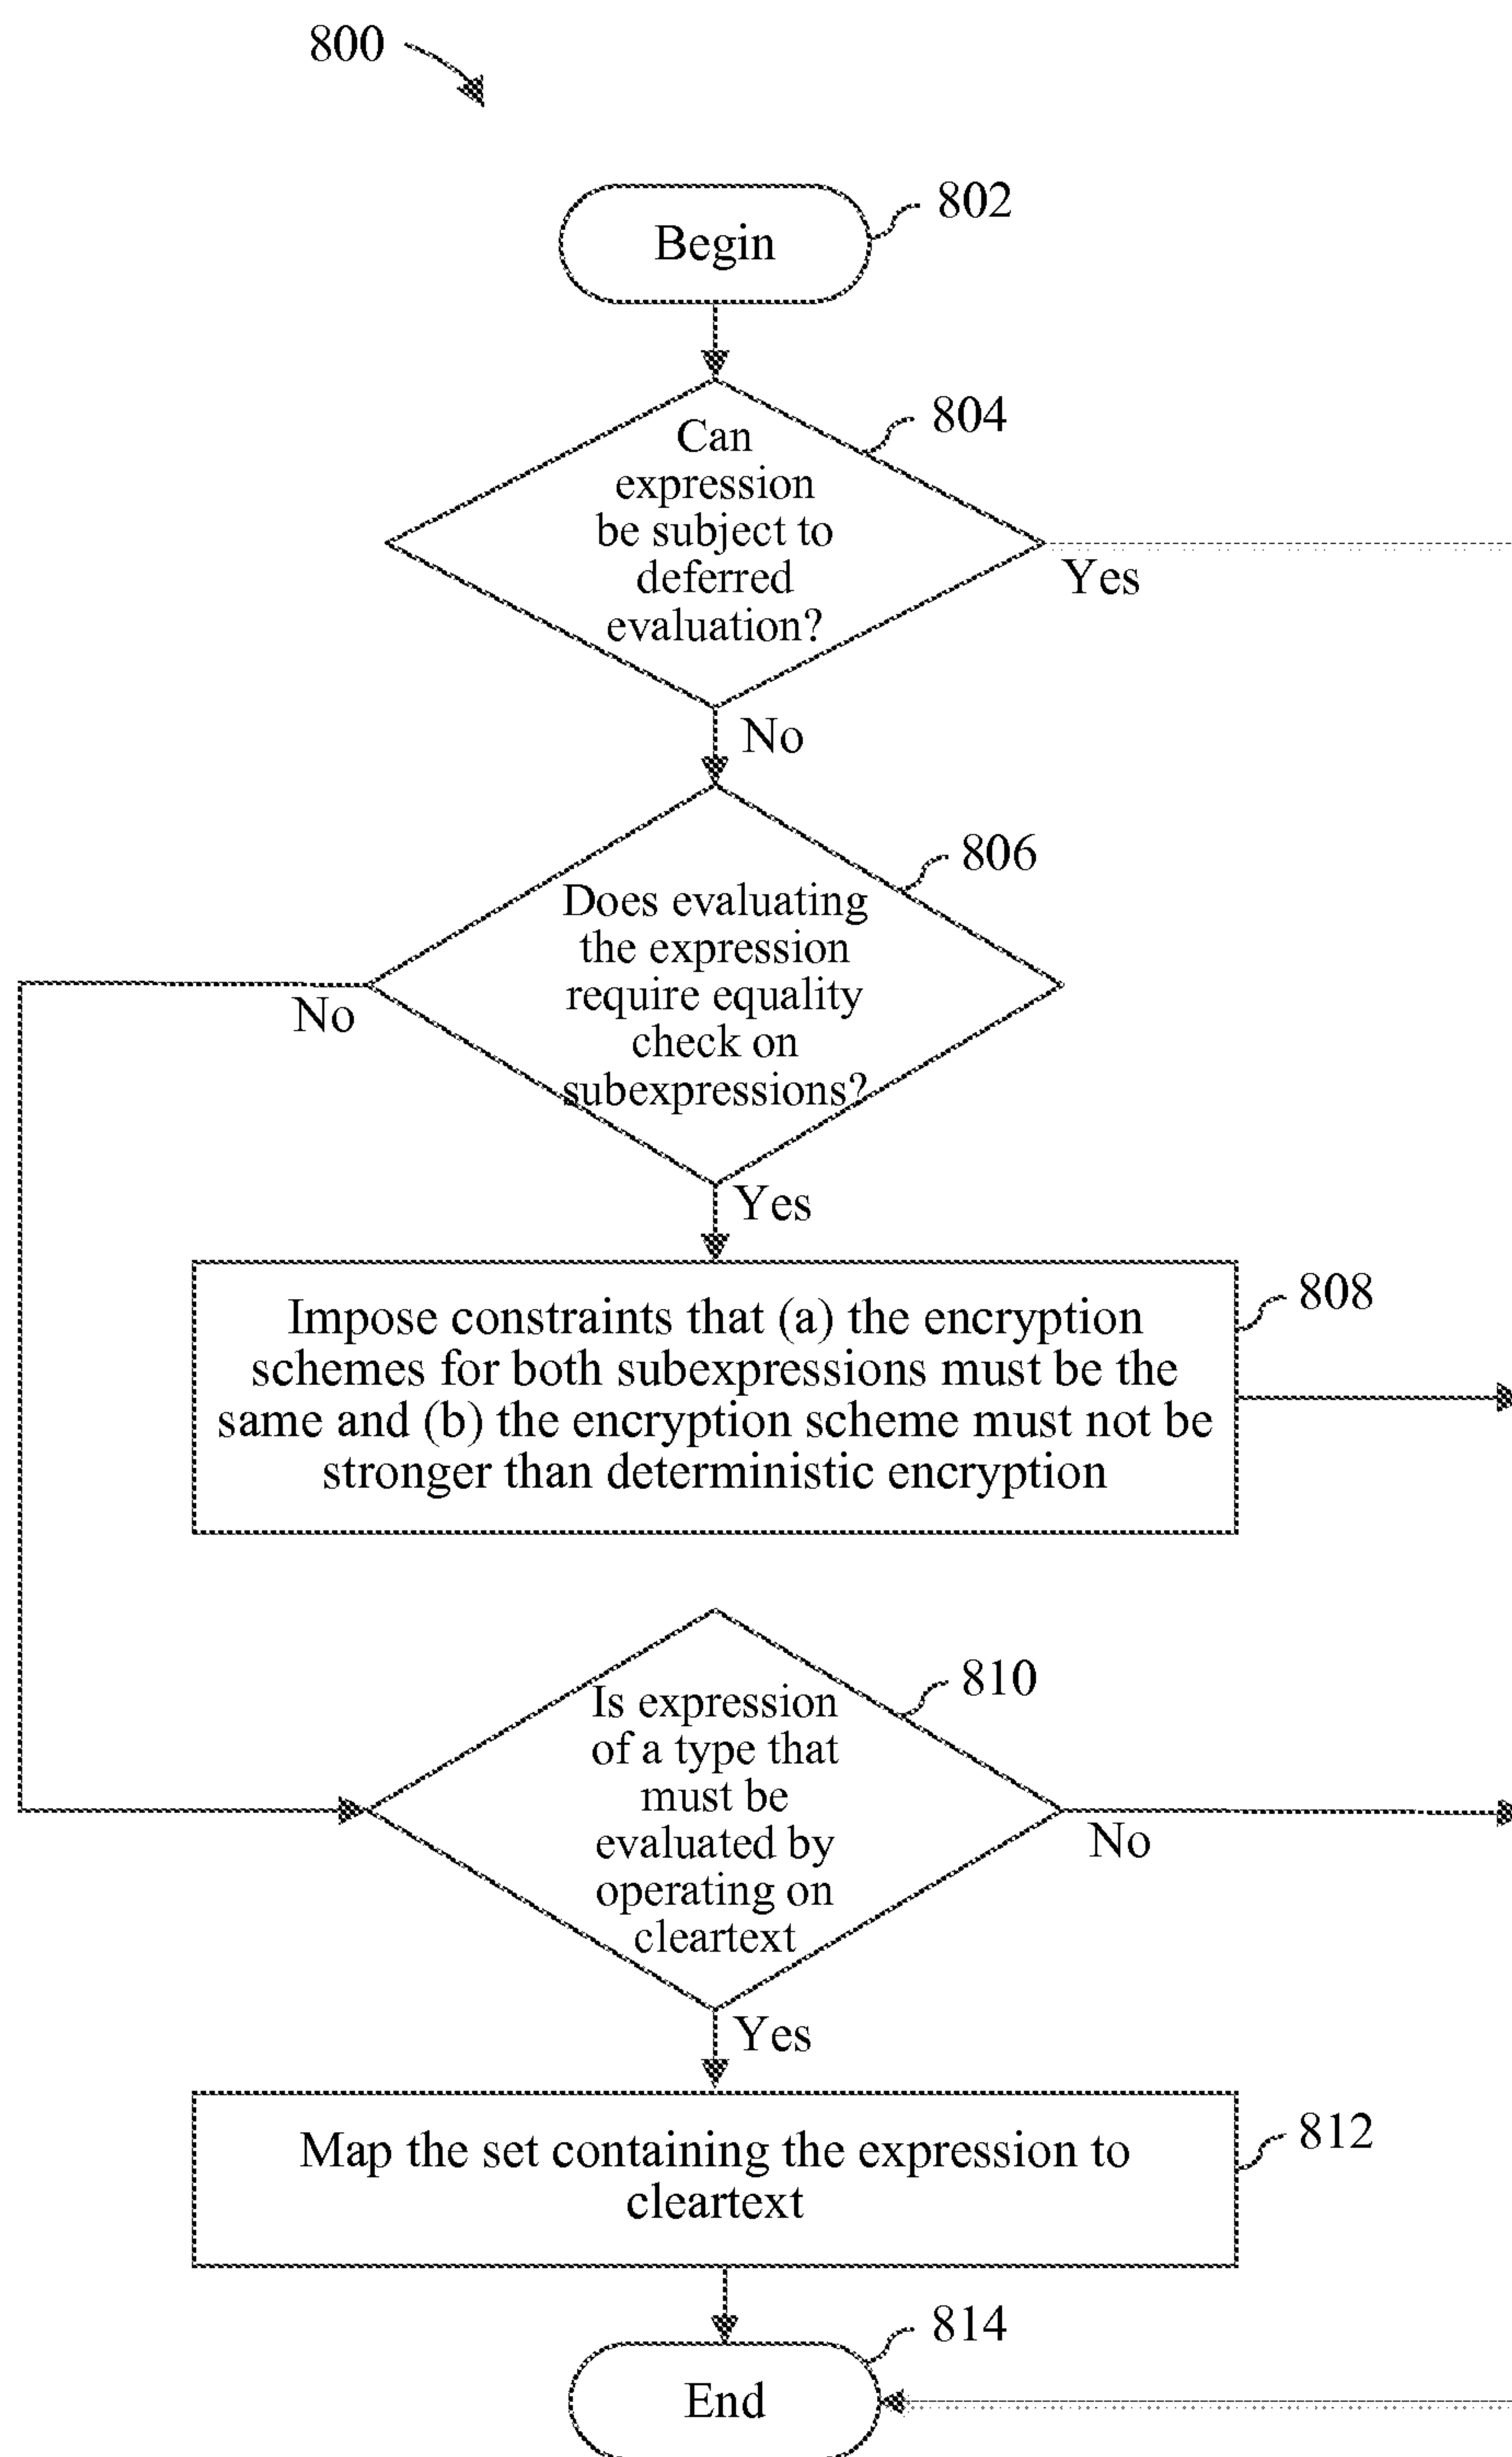 800
802
Begin
804
Can
expression
be subject to
deferred
evaluation?
Yes
No
806
Does evaluating
the expression
require equality
check on
subexpressions?
No
Yes
808
Impose constraints that (a) the encryption
schemes for both subexpressions must be the
same and (b) the encryption scheme must not be
stronger than deterministic encryption
810
Is expression
of a type that
must be
evaluated by
operating on
cleartext
No
Yes
812
Map the set containing the expression to
cleartext
814
End